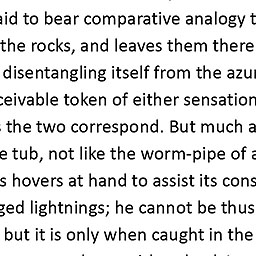 aid to bear comparative analogy t
the rocks, and leaves them there
disentangling itself from the azu
ceivable token of either sensation
the two correspond. But much a
tub, not like the worm-pipe of
hovers at hand to assist its cons
ged lightnings; he cannot be thus
but it is only when caught in the